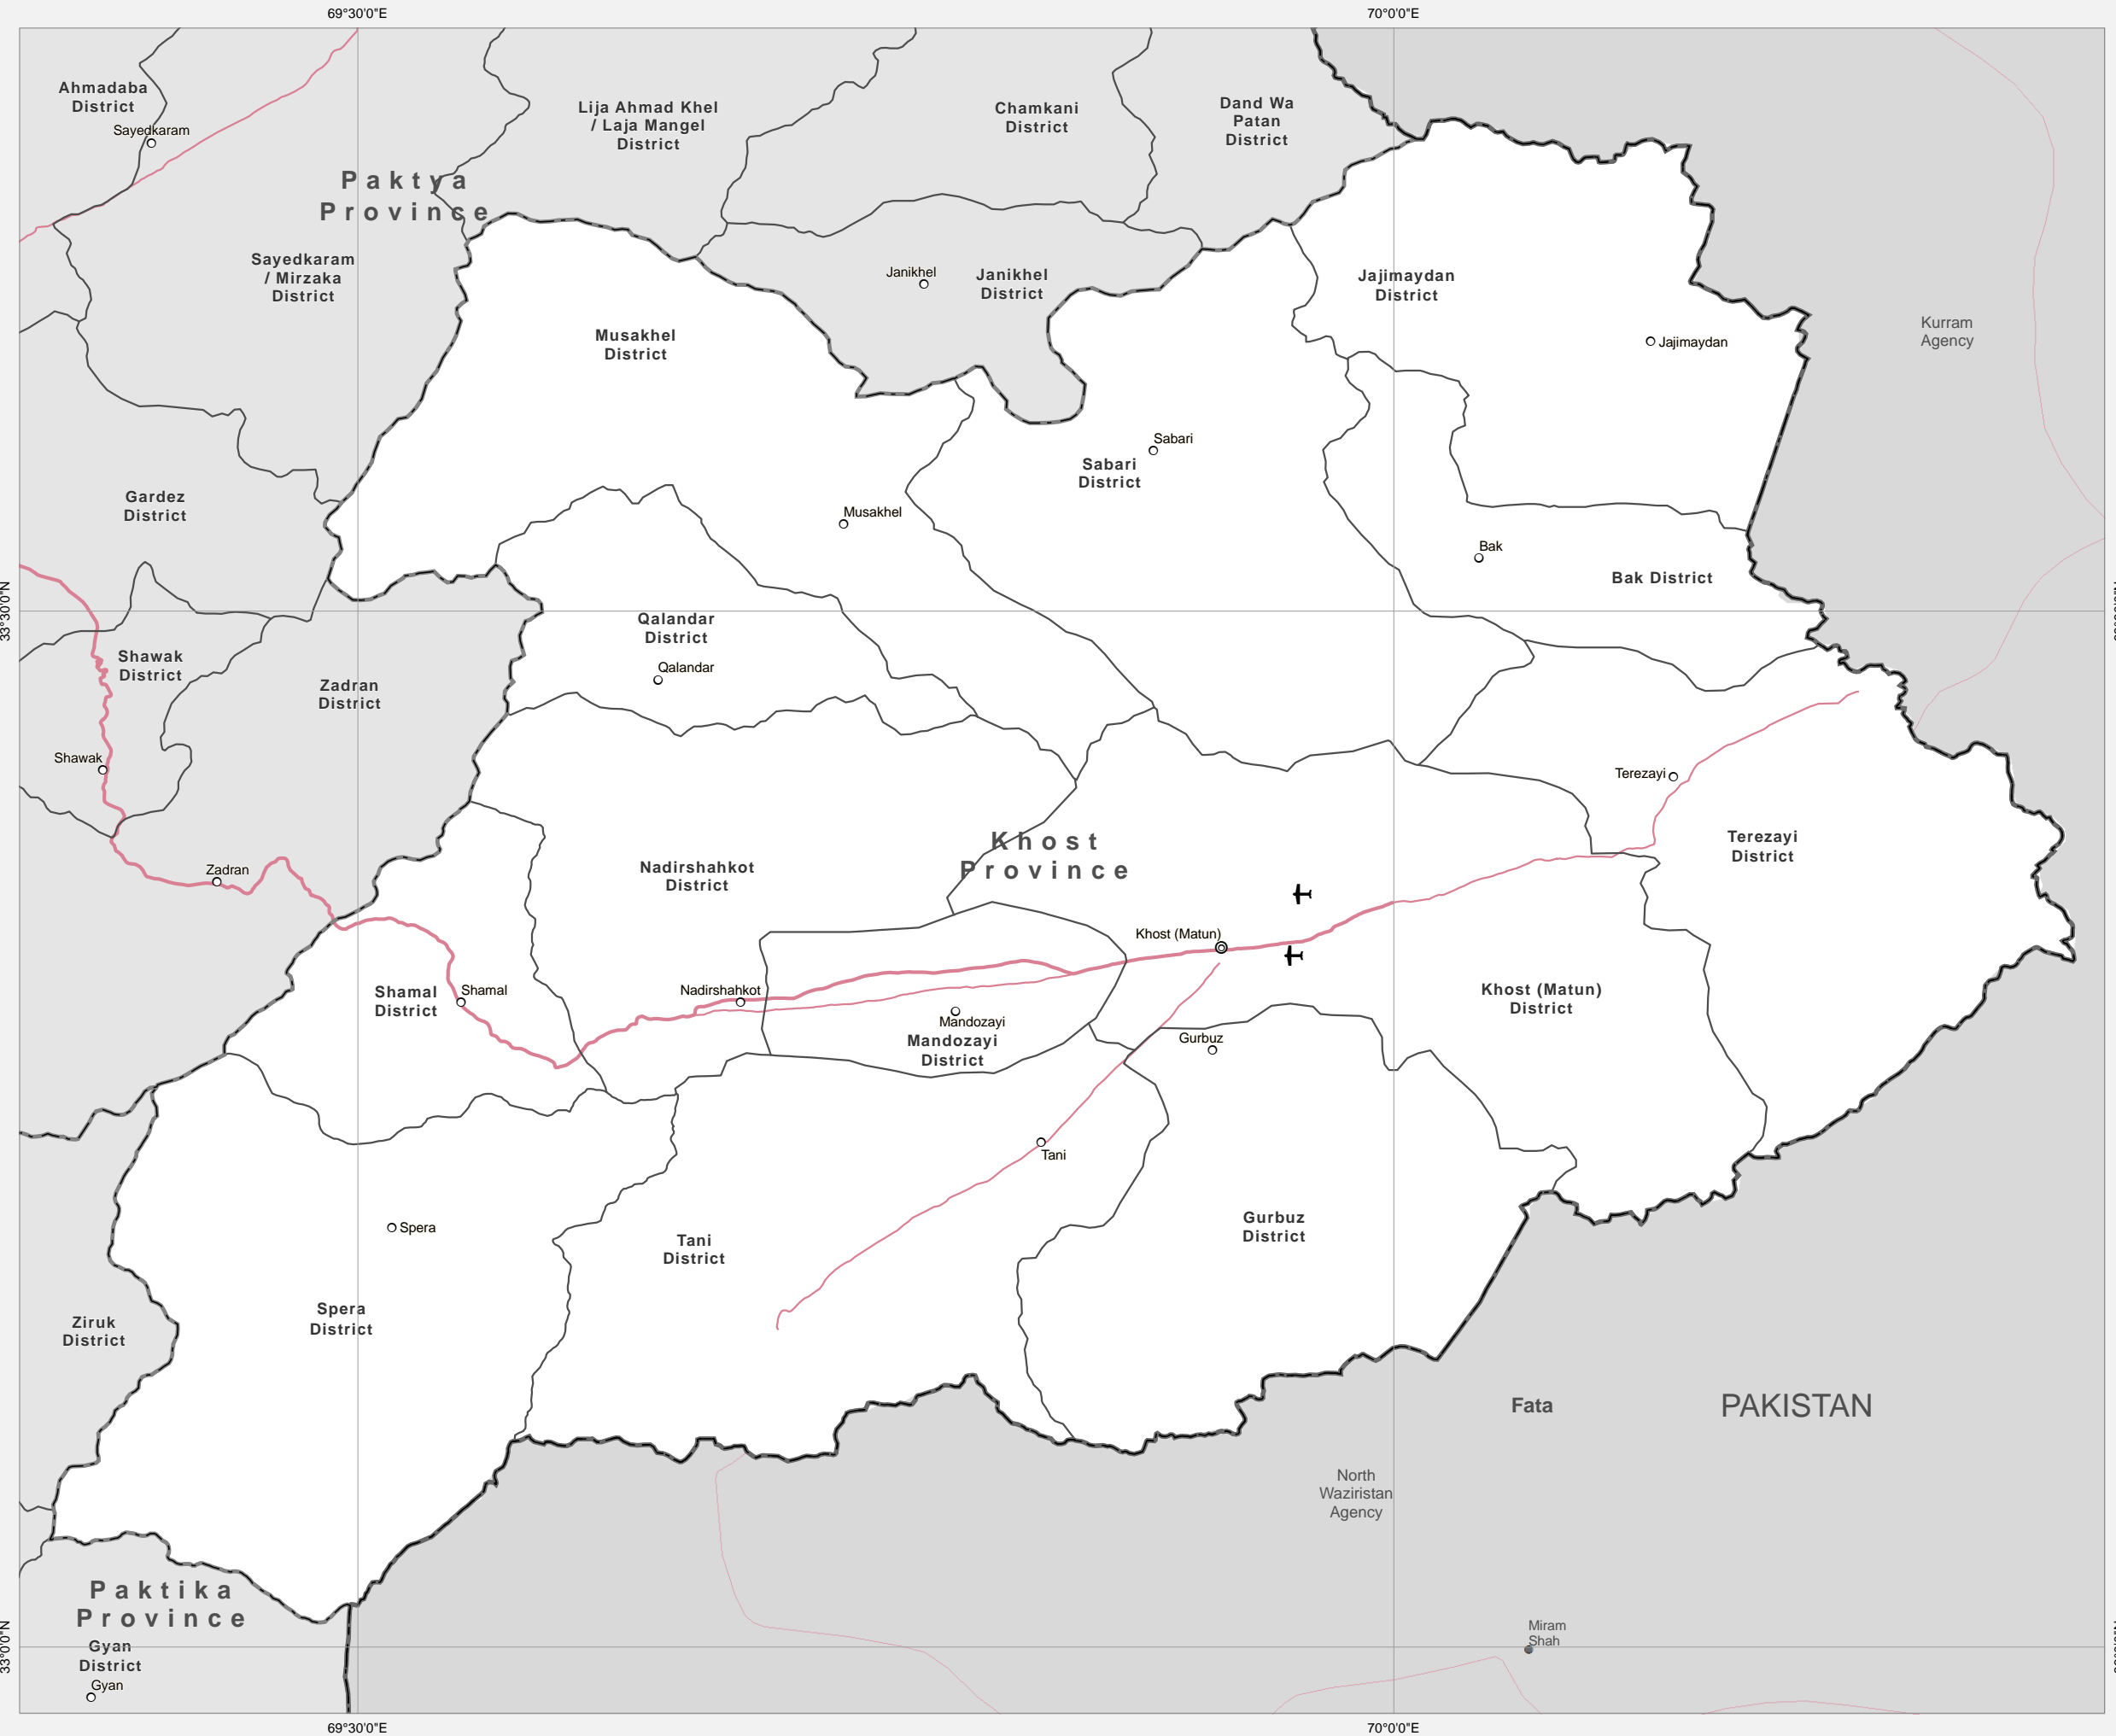 69°30'0"E
70°0'0"E
Ahmadaba
District
Sayedkaram
Lija Ahmad Khel
/ Laja Mangel
District
Chamkani
District
Dand Wa
Patan
District
Paktya
Province
Sayedkaram
/ Mirzaka
District
Janikhel
Janikhel
District
Jajimaydan
District
Jajimaydan
Kurram
Agency
Musakhel
District
Sabari
Sabari
District
Gardez
District
Musakhel
Bak
Bak District
33°30'0"N
Qalandar
District
Qalandar
Shawak
District
Zadran
District
Shawak
Terezayi
Terezayi
District
Khost
Province
Zadran
Nadirshahkot
District
Khost (Matun)
Shamal
District
Shamal
Nadirshahkot
Khost (Matun)
District
Mandozayi
Mandozayi
District
Gurbuz
Tani
Spera
Tani
District
Gurbuz
District
Spera
District
Ziruk
District
Fata
PAKISTAN
North
Waziristan
Agency
Paktika
Province
Miram
Shah
33°0'0"N
Gyan
District
Gyan
69°30'0"E
70°0'0"E